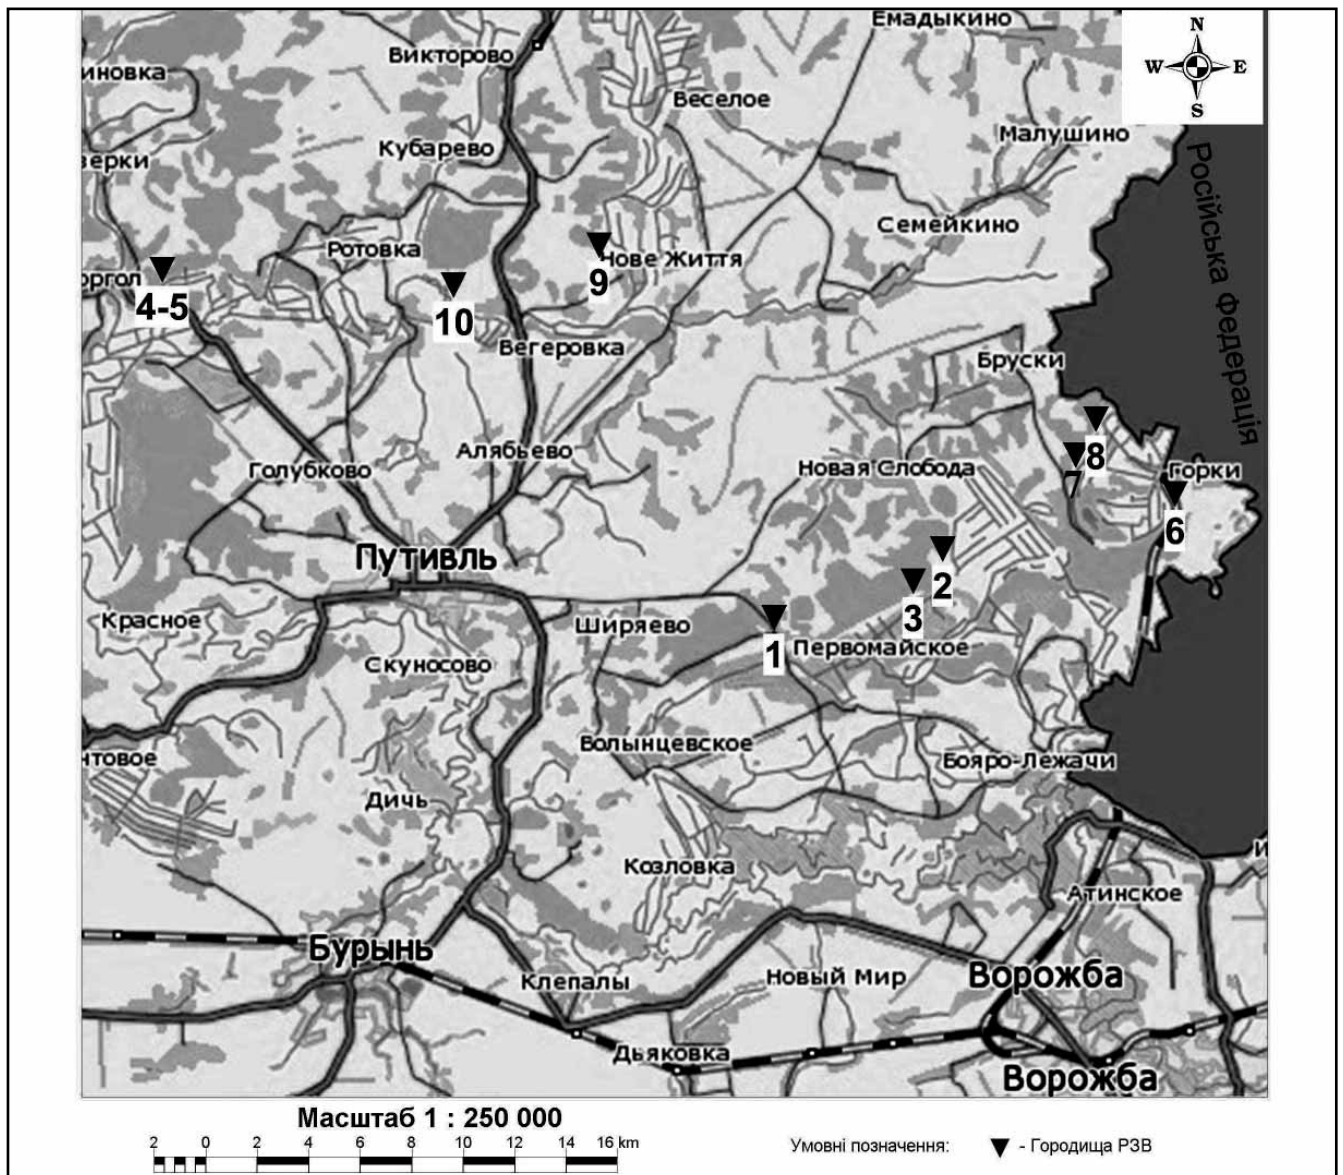 Емадыкино
N
Викторово
W E
иновка
S
Веселое
Малушино
Кубарево
зерки
Російська Федерація
Семейкино
Ротовка
Нове Життя
оргол
9
4-5
10
Вегеровка
Бруски
Алябьево
8
Голубково
Новая Слобода
7
Горки
6
Путивль
2
3
Красное
Ширяево
1
Первомайское
Скуносово
Волынцевское
нтовое
Бояро-Лежачи
Дичь
Козловка
Атинское
Бурынь
Клепалы
Новый Мир
Ворожба
Дьяковка
Ворожба
Масштаб 1 : 250 000
2 0 2 4 6 8 10 12 14 16 km
Умовні позначення: - Городища РЗВ